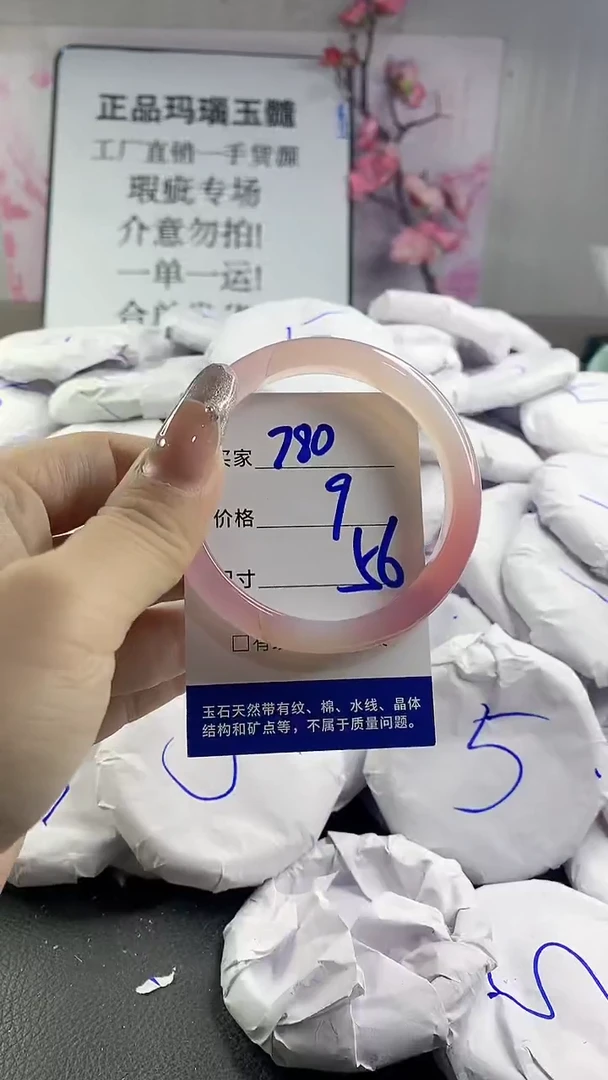 正品玛瑙玉髓
工厂直销一手货源
瑕疵专场
介意勿拍!
一单一运!
买家 780
价格 9
尺寸 56
玉石天然带有纹、棉、水线、晶体
结构和矿点等，不属于质量问题。
5